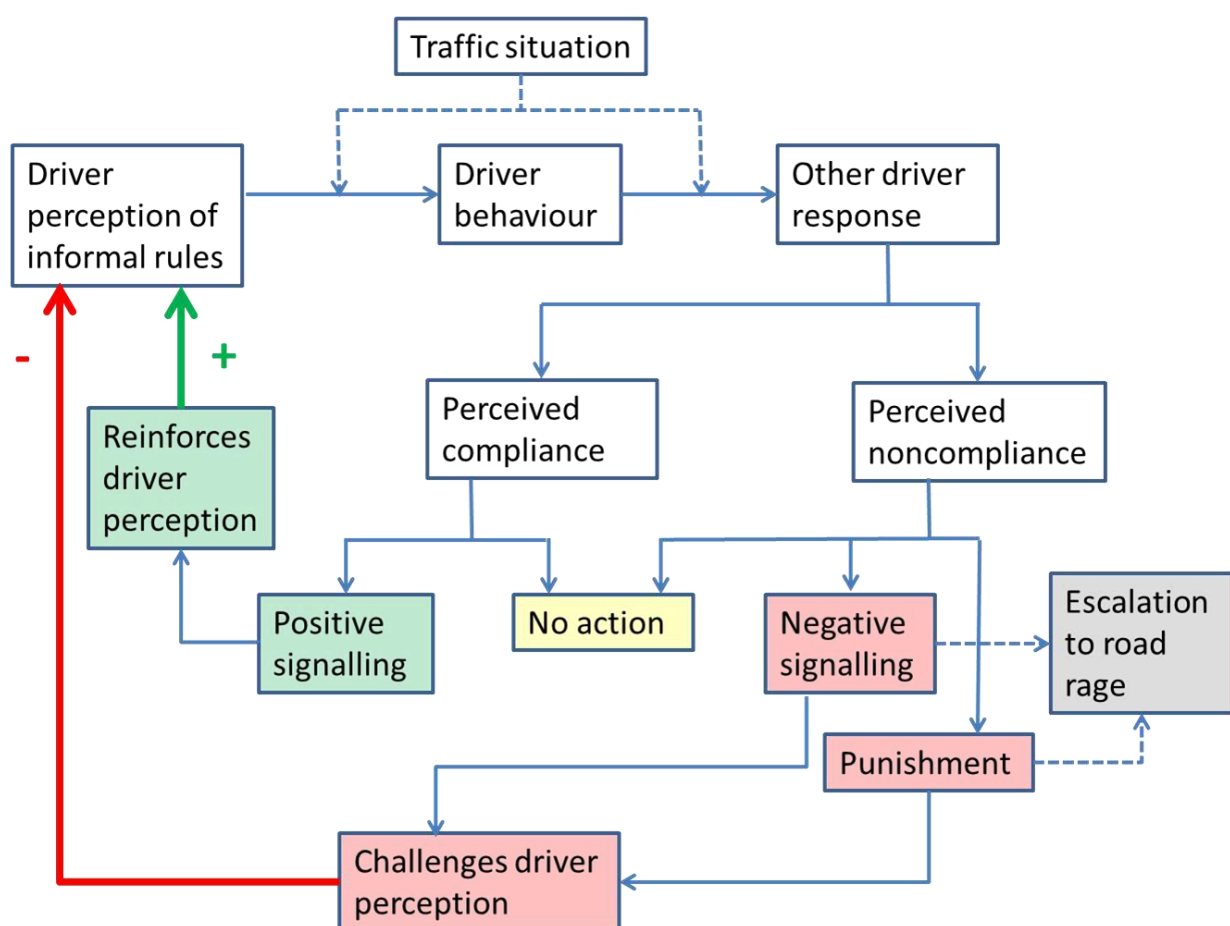 Traffic situation
Driver
perception of
informal rules
Driver
behaviour
Other driver
response
-
+
Perceived
compliance
Perceived
noncompliance
Reinforces
driver
perception
Positive
signalling
No action
Negative
signalling
Escalation
to road
rage
Punishment
Challenges driver
perception